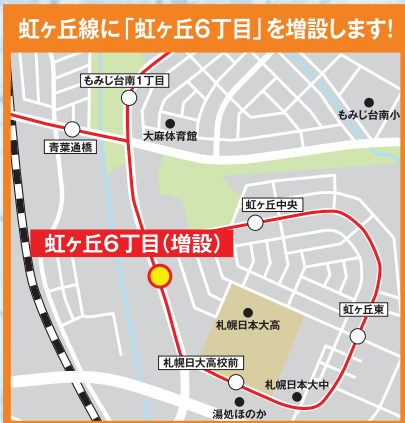 虹ヶ丘線に「虹ヶ丘6丁目」を増設します!
もみじ台南1丁目
もみじ台南小
大麻体育館
青葉通橋
虹ヶ丘中央
虹ヶ丘6丁目(増設)
虹ヶ丘東
札幌日本大高
札幌日大高校前
札幌日本大中
湯処ほのか